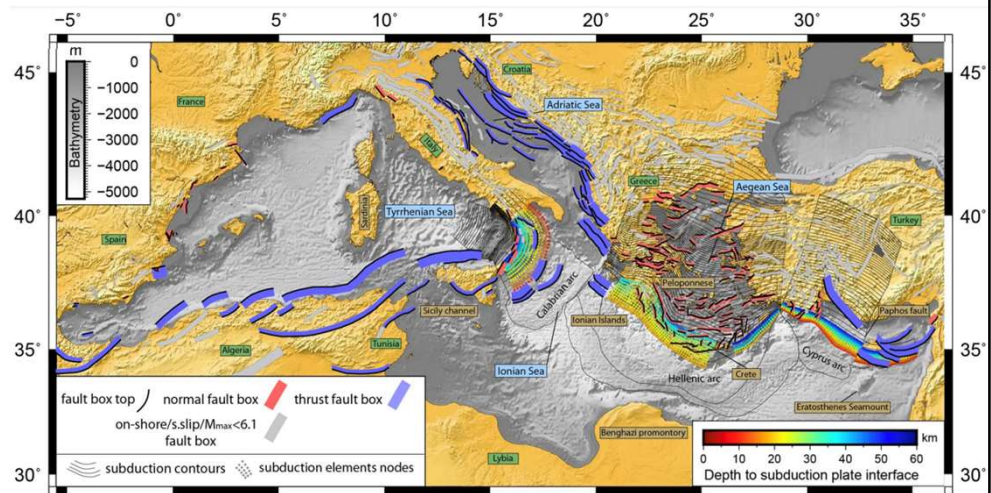 −5° 0° 5° 10° 15° 20° 25° 30° 35°
m
0
−1000
−2000
−3000
−4000
−5000
Bathymetry
45° 45°
40° 40°
35° 35°
30° 30°
France
Croatia
Adriatic Sea
Italy
Sardinia
Tyrrhenian Sea
Greece
Aegean Sea
Turkey
Spain
Peloponnese
Calabrian arc
Sicily channel
Ionian Islands
Paphos fault
Algeria
Tunisia
Ionian Sea
Hellenic arc
Crete
Cyprus arc
Eratosthenes Seamount
Benghazi promontory
Lybia
fault box top normal fault box thrust fault box
on-shore/s.slip/Mmax<6.1
fault box
subduction contours subduction elements nodes
km
0 10 20 30 40 50 60
Depth to subduction plate interface